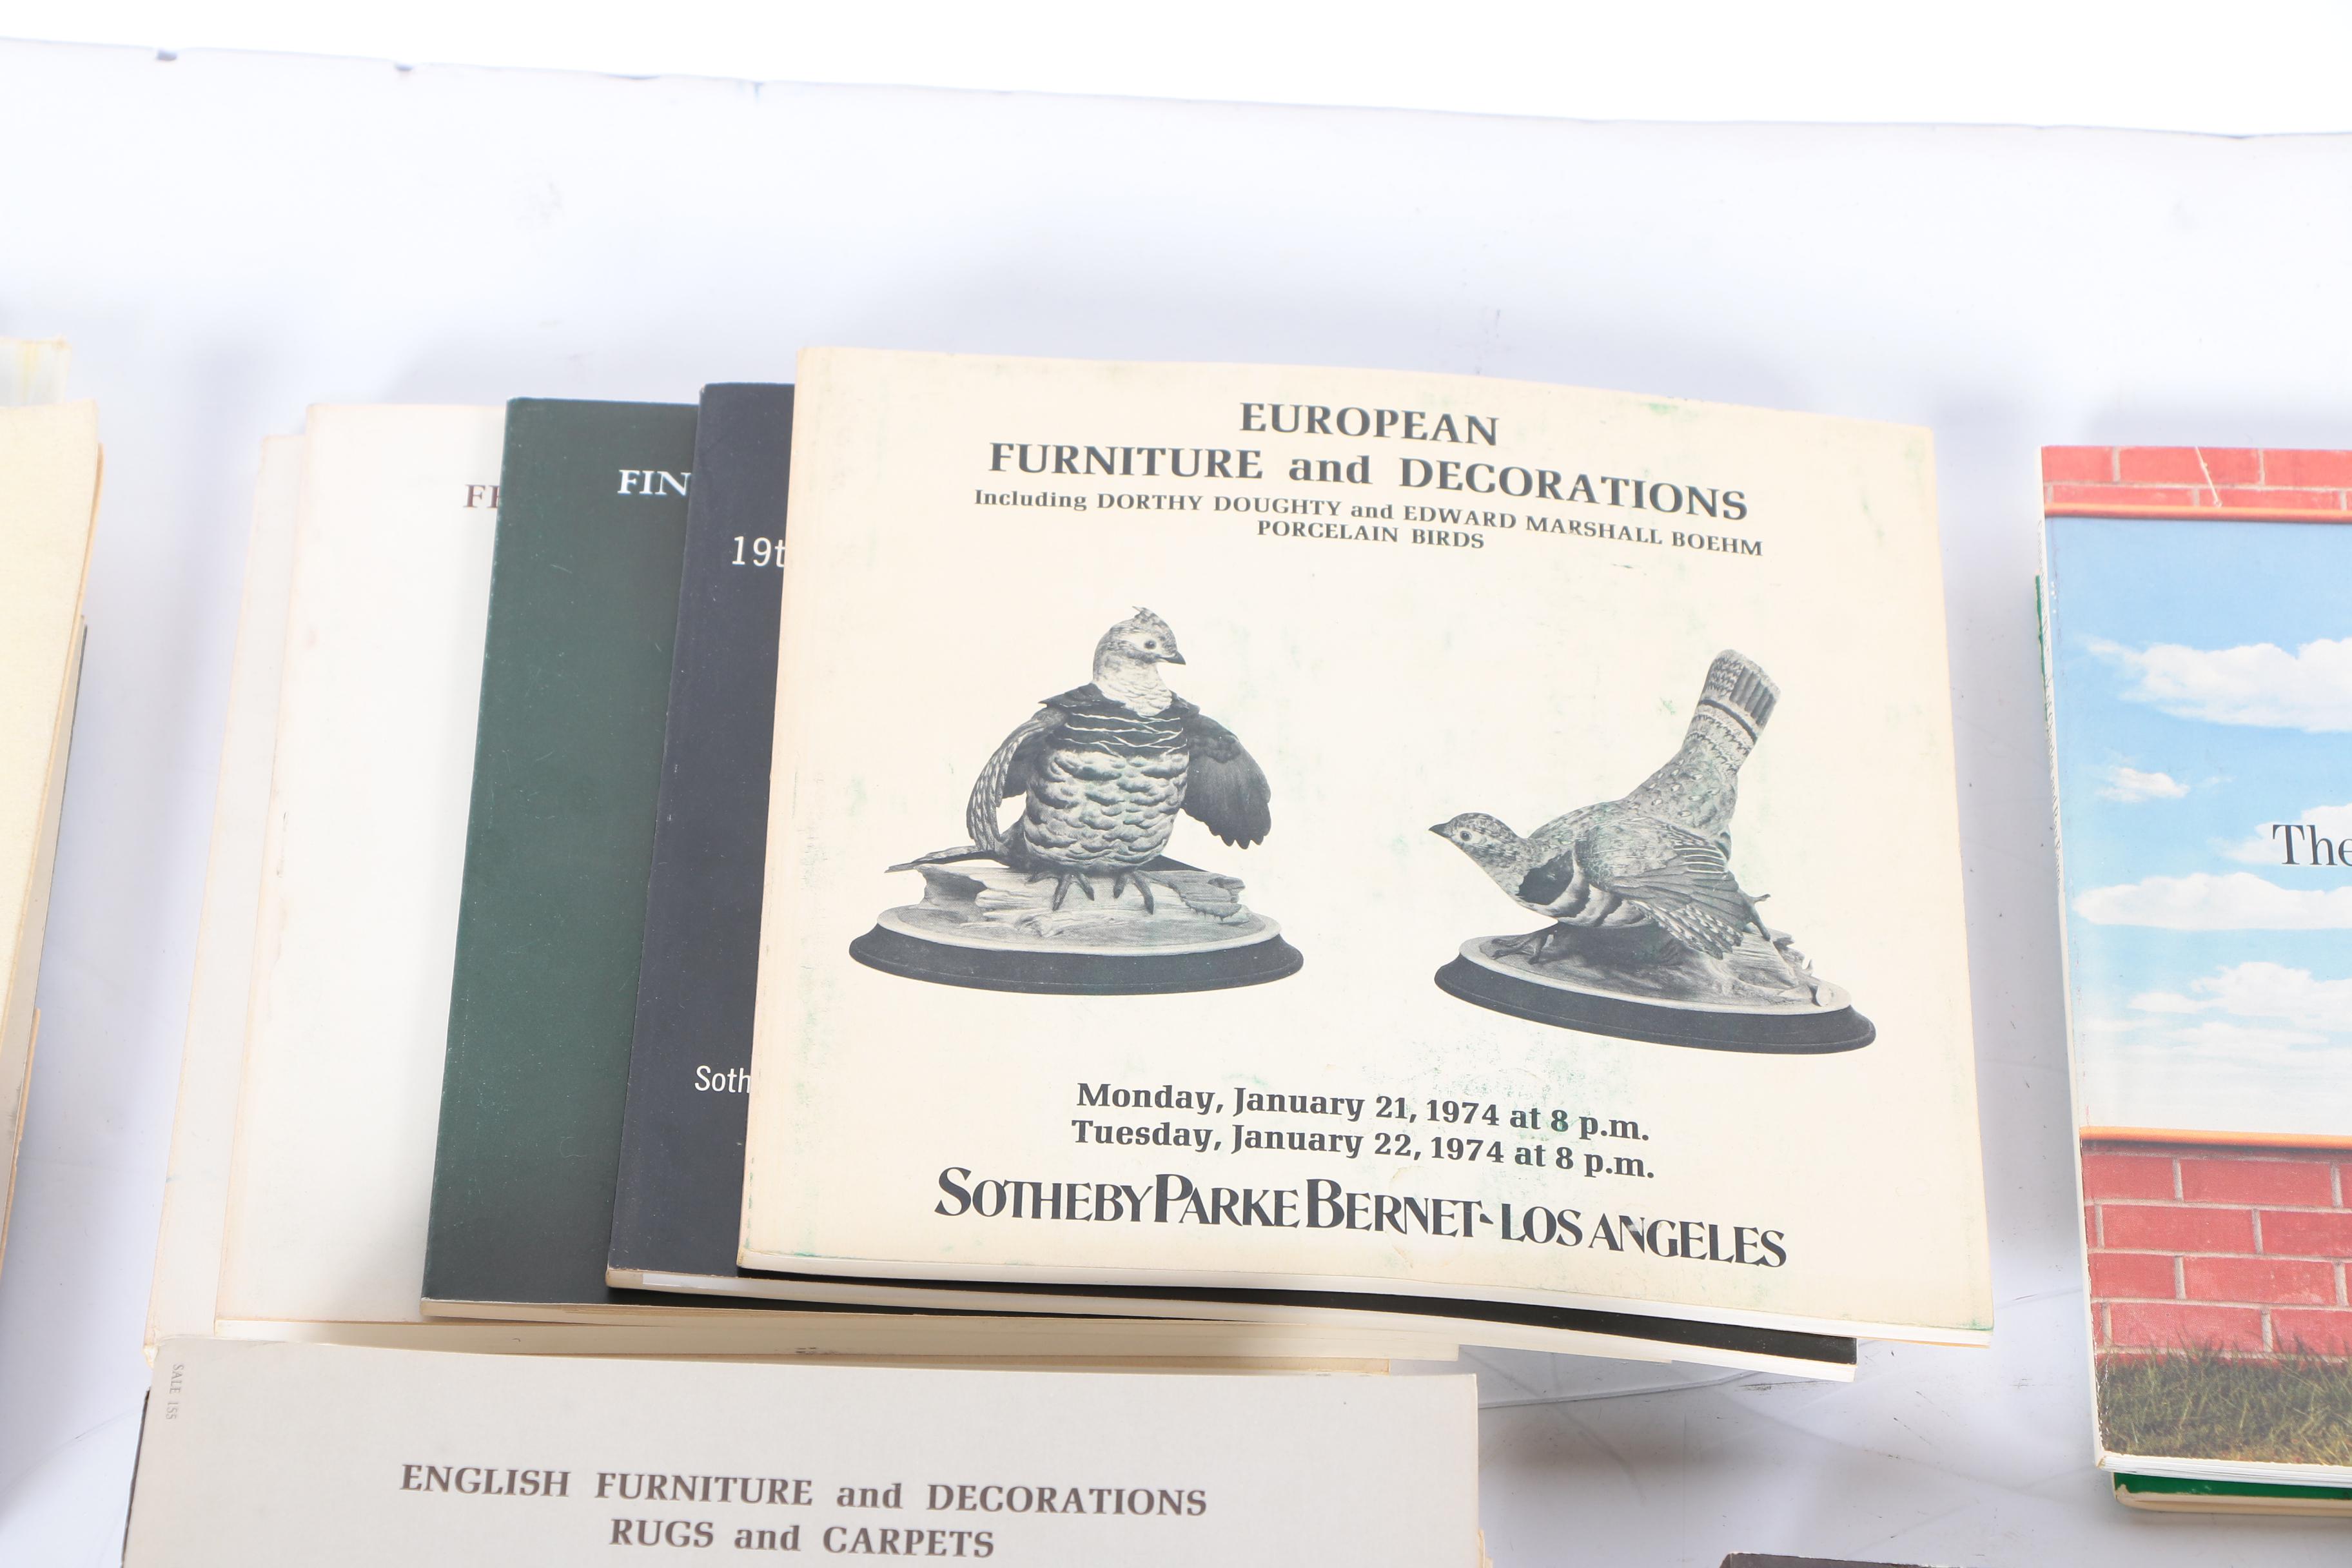 EUROPEAN
FURNITURE and DECORATIONS
Including DORTHY DOUGHTY and EDWARD MARSHALL BOEHM
PORCELAIN BIRDS
Monday, January 21, 1974 at 8 p.m.
Tuesday, January 22, 1974 at 8 p.m.
SOTHEBY PARKE BERNET · LOS ANGELES
FIN
19t
Soth
The
SALE 155
ENGLISH FURNITURE and DECORATIONS
RUGS and CARPETS